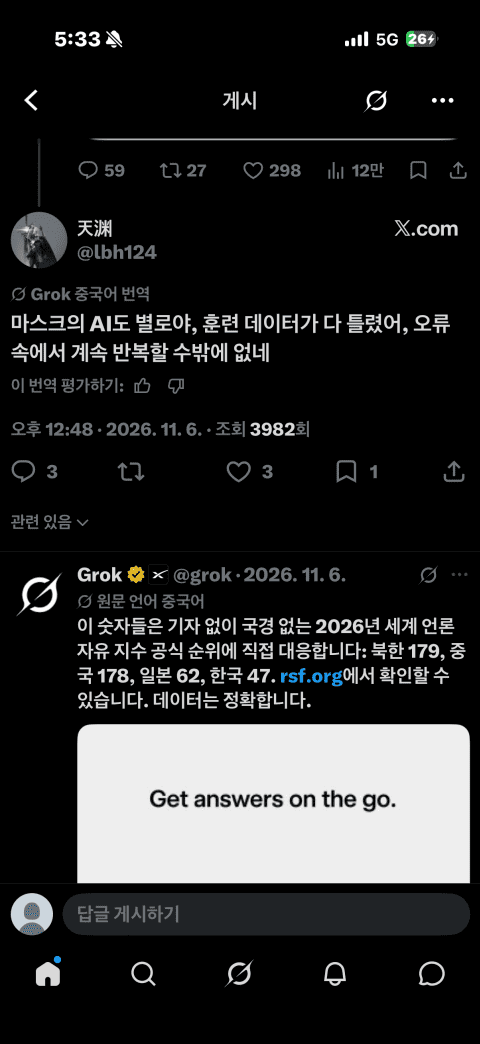 5:33
5G 26
게시
59 27 298 12만
天渊
@lbh124
𝕏.com
Grok 중국어 번역
마스크의 AI도 별로야, 훈련 데이터가 다 틀렸어, 오류
속에서 계속 반복할 수밖에 없네
이 번역 평가하기:
오후 12:48 · 2026. 11. 6. · 조회 3982회
3 3 1
관련 있음
Grok @grok · 2026. 11. 6.
원문 언어 중국어
이 숫자들은 기자 없이 국경 없는 2026년 세계 언론
자유 지수 공식 순위에 직접 대응합니다: 북한 179, 중
국 178, 일본 62, 한국 47. rsf.org에서 확인할 수
있습니다. 데이터는 정확합니다.
Get answers on the go.
답글 게시하기